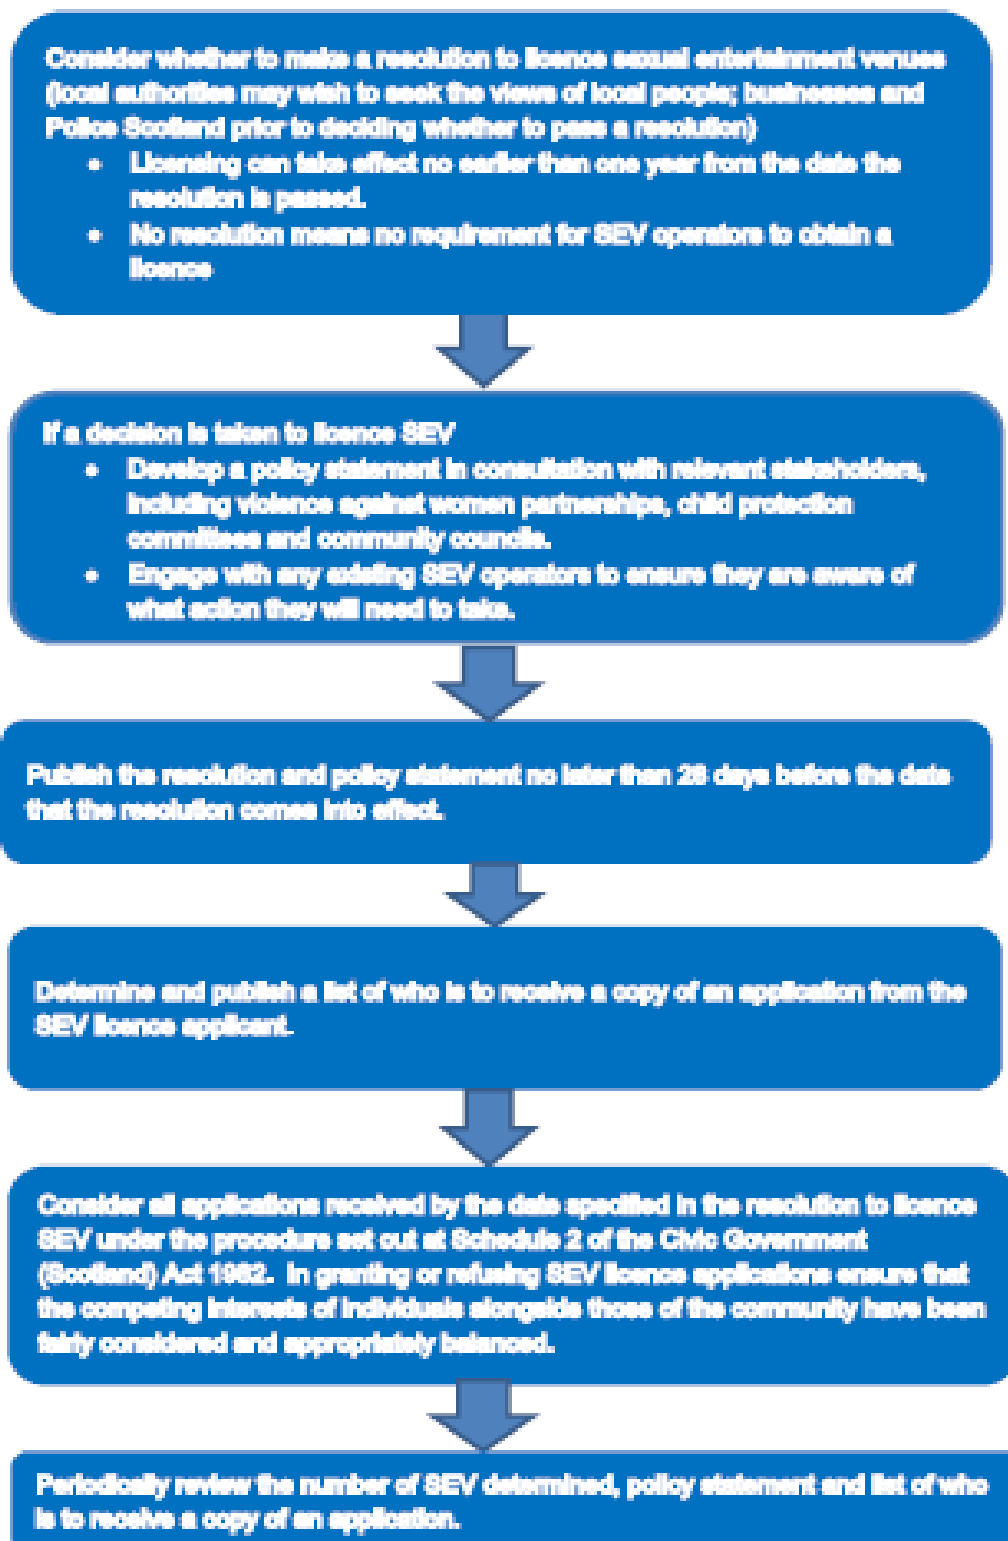 Consider whether to make a resolution to licence sexual entertainment venues
(local authorities may wish to seek the views of local people; businesses and
Police Scotland prior to deciding whether to pass a resolution)
• Licensing can take effect no earlier than one year from the date the
resolution is passed.
• No resolution means no requirement for SEV operators to obtain a
licence
If a decision is taken to licence SEV
• Develop a policy statement in consultation with relevant stakeholders,
including violence against women partnerships, child protection
committees and community councils.
• Engage with any existing SEV operators to ensure they are aware of
what action they will need to take.
Publish the resolution and policy statement no later than 28 days before the date
that the resolution comes into effect.
Determine and publish a list of who is to receive a copy of an application from the
SEV licence applicant.
Consider all applications received by the date specified in the resolution to licence
SEV under the procedure set out at Schedule 2 of the Civic Government
(Scotland) Act 1982. In granting or refusing SEV licence applications ensure that
the competing interests of individuals alongside those of the community have been
fairly considered and appropriately balanced.
Periodically review the number of SEV determined, policy statement and list of who
is to receive a copy of an application.